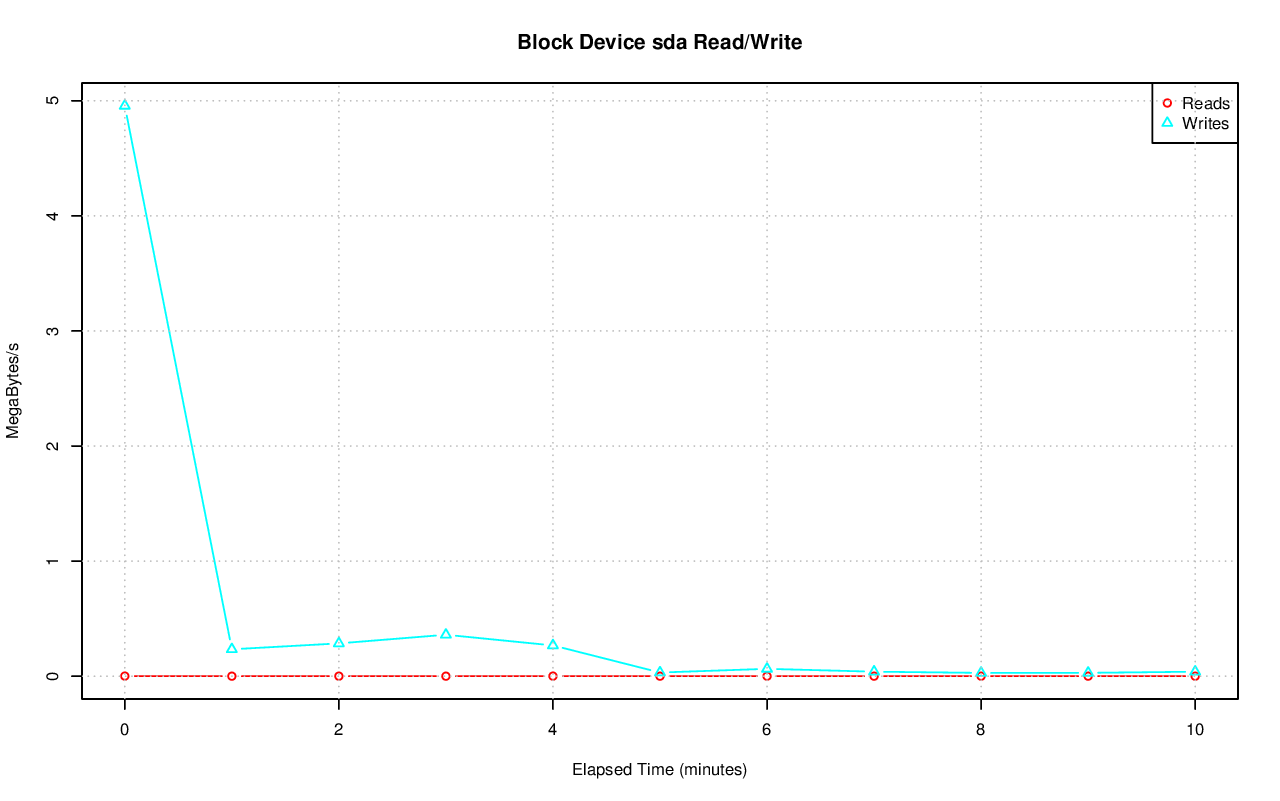 Block Device sda Read/Write
Reads
Writes
5
4
3
2
1
0
MegaBytes/s
0 2 4 6 8 10
Elapsed Time (minutes)